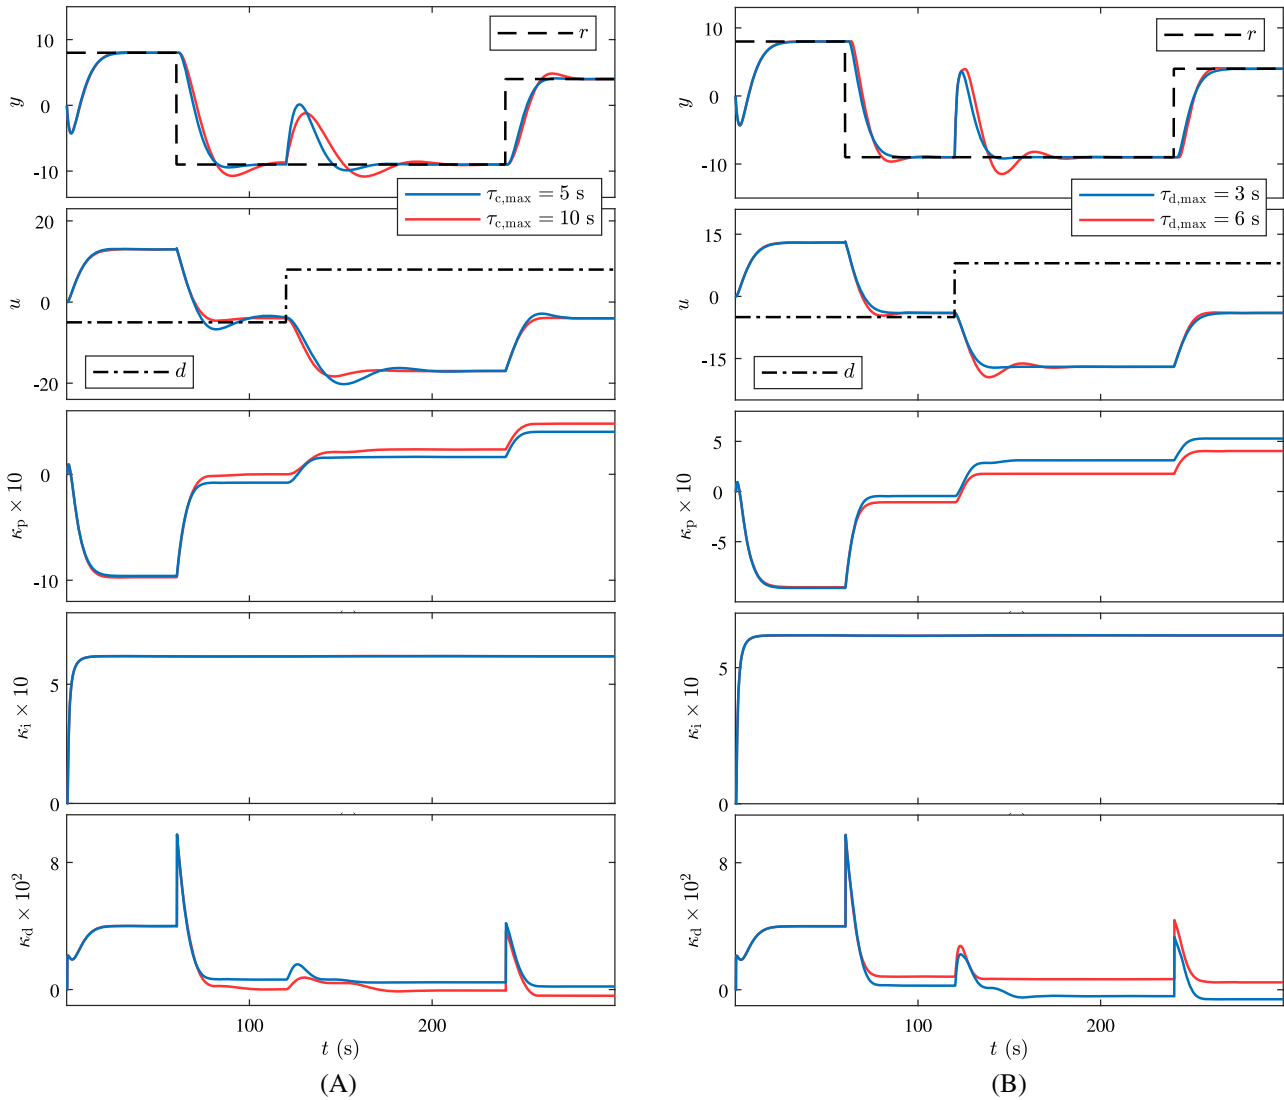 10
0
-10
y
r
τc,max = 5 s
τc,max = 10 s
20
0
-20
u
d
0
-10
κp × 10
5
0
κi × 10
8
0
κd × 10²
100
200
t (s)
(A)
10
0
-10
y
r
τd,max = 3 s
τd,max = 6 s
15
0
-15
u
d
5
0
-5
κp × 10
5
0
κi × 10
8
0
κd × 10²
100
200
t (s)
(B)